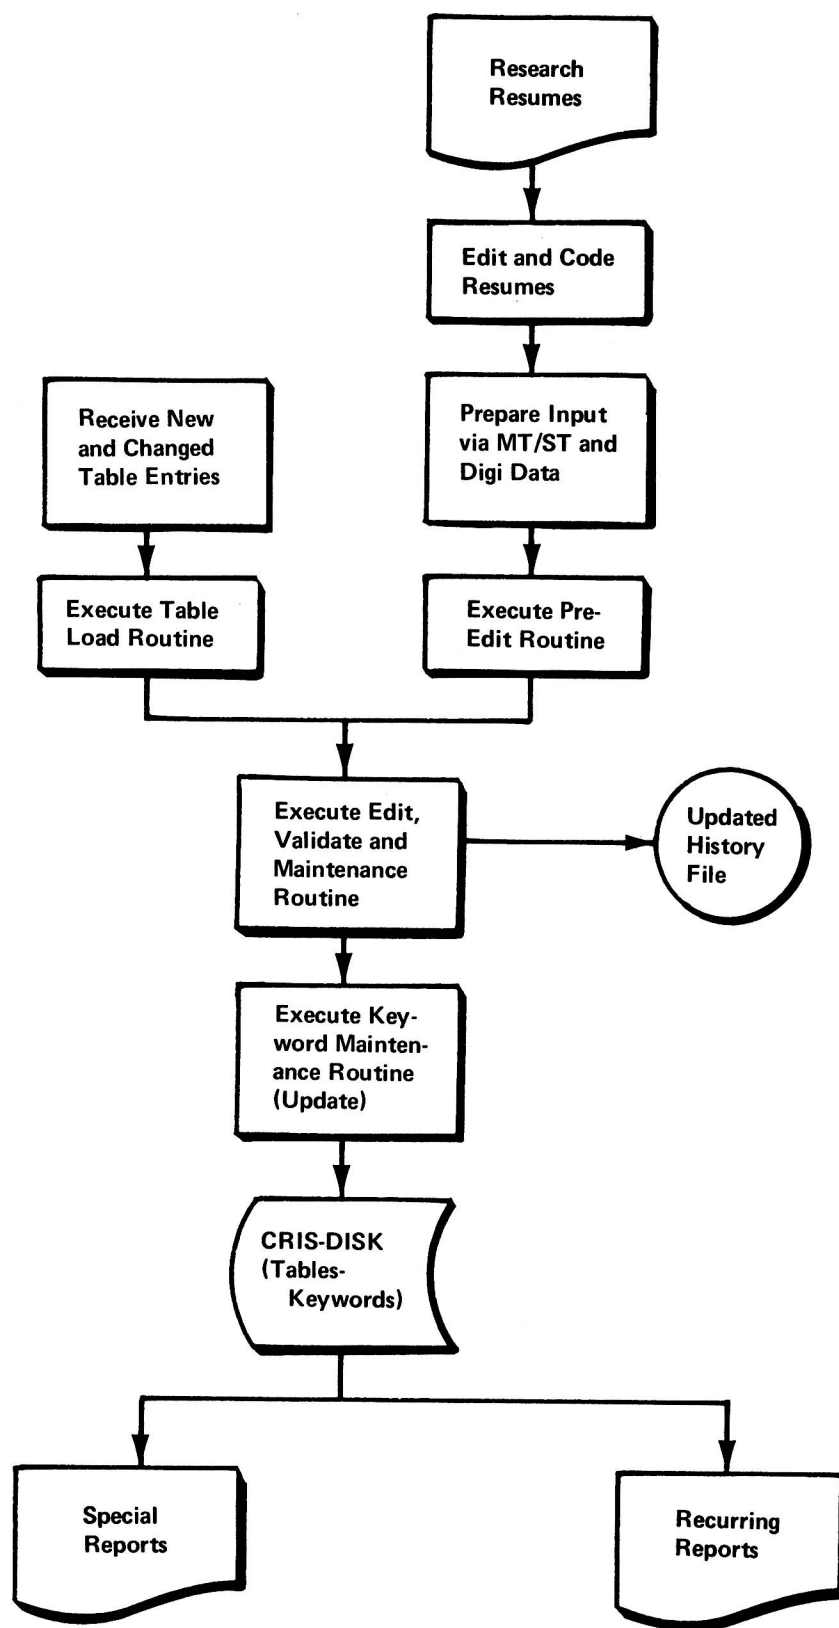 Research
Resumes
Edit and Code
Resumes
Receive New
and Changed
Table Entries
Prepare Input
via MT/ST and
Digi Data
Execute Table
Load Routine
Execute Pre-
Edit Routine
Execute Edit,
Validate and
Maintenance
Routine
Updated
History
File
Execute Key-
word Mainten-
ance Routine
(Update)
CRIS-DISK
(Tables-
Keywords)
Special
Reports
Recurring
Reports